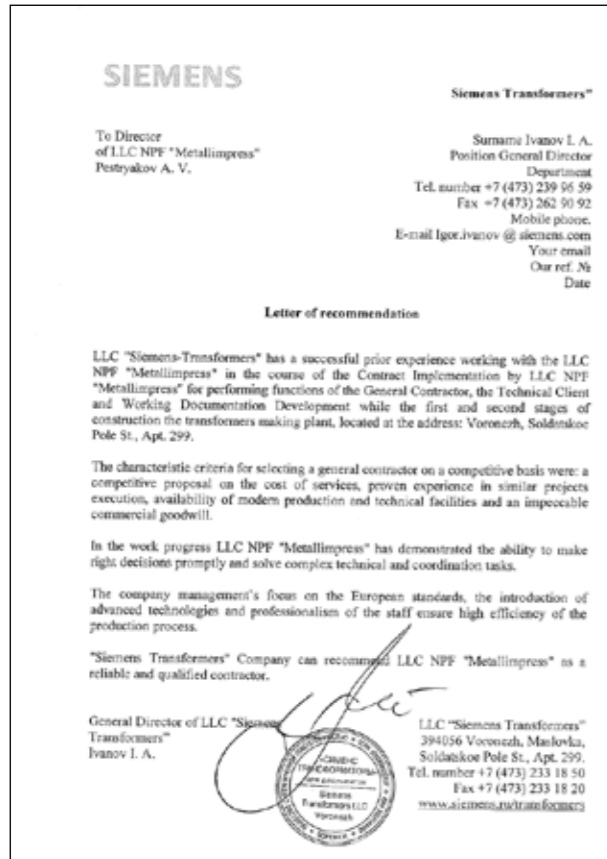 SIEMENS
Siemens Transformers"
To Director
of LLC NPF "Metallimpress"
Pestryakov A. V.
Surname Ivanov I. A.
Position General Director
Department
Tel. number +7 (473) 239 96 59
Fax +7 (473) 262 90 92
Mobile phone.
E-mail Igor.ivanov @ siemens.com
Your email
Our ref. №
Date
Letter of recommendation
LLC "Siemens-Transformers" has a successful prior experience working with the LLC
NPF "Metallimpress" in the course of the Contract Implementation by LLC NPF
"Metallimpress" for performing functions of the General Contractor, the Technical Client
and Working Documentation Development while the first and second stages of
construction the transformers making plant, located at the address: Voronezh, Soldatskoe
Pole St., Apt. 299.
The characteristic criteria for selecting a general contractor on a competitive basis were: a
competitive proposal on the cost of services, proven experience in similar projects
execution, availability of modern production and technical facilities and an impeccable
commercial goodwill.
In the work progress LLC NPF "Metallimpress" has demonstrated the ability to make
right decisions promptly and solve complex technical and coordination tasks.
The company management's focus on the European standards, the introduction of
advanced technologies and professionalism of the staff ensure high efficiency of the
production process.
"Siemens Transformers" Company can recommend LLC NPF "Metallimpress" as a
reliable and qualified contractor.
General Director of LLC "Siemens
Transformers"
Ivanov I. A.
Siemens
Transformers LLC
Voronezh
LLC "Siemens Transformers"
394056 Voronezh, Maslovka,
Soldatskoe Pole St., Apt. 299.
Tel. number +7 (473) 233 18 50
Fax +7 (473) 233 18 20
www.siemens.ru/transformers